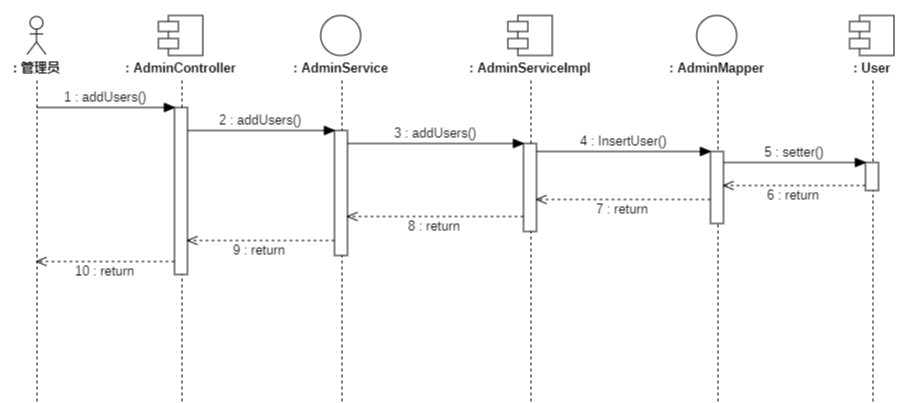 : 管理员
: AdminController
: AdminService
: AdminServiceImpl
: AdminMapper
: User
1 : addUsers()
2 : addUsers()
3 : addUsers()
4 : InsertUser()
5 : setter()
6 : return
7 : return
8 : return
9 : return
10 : return